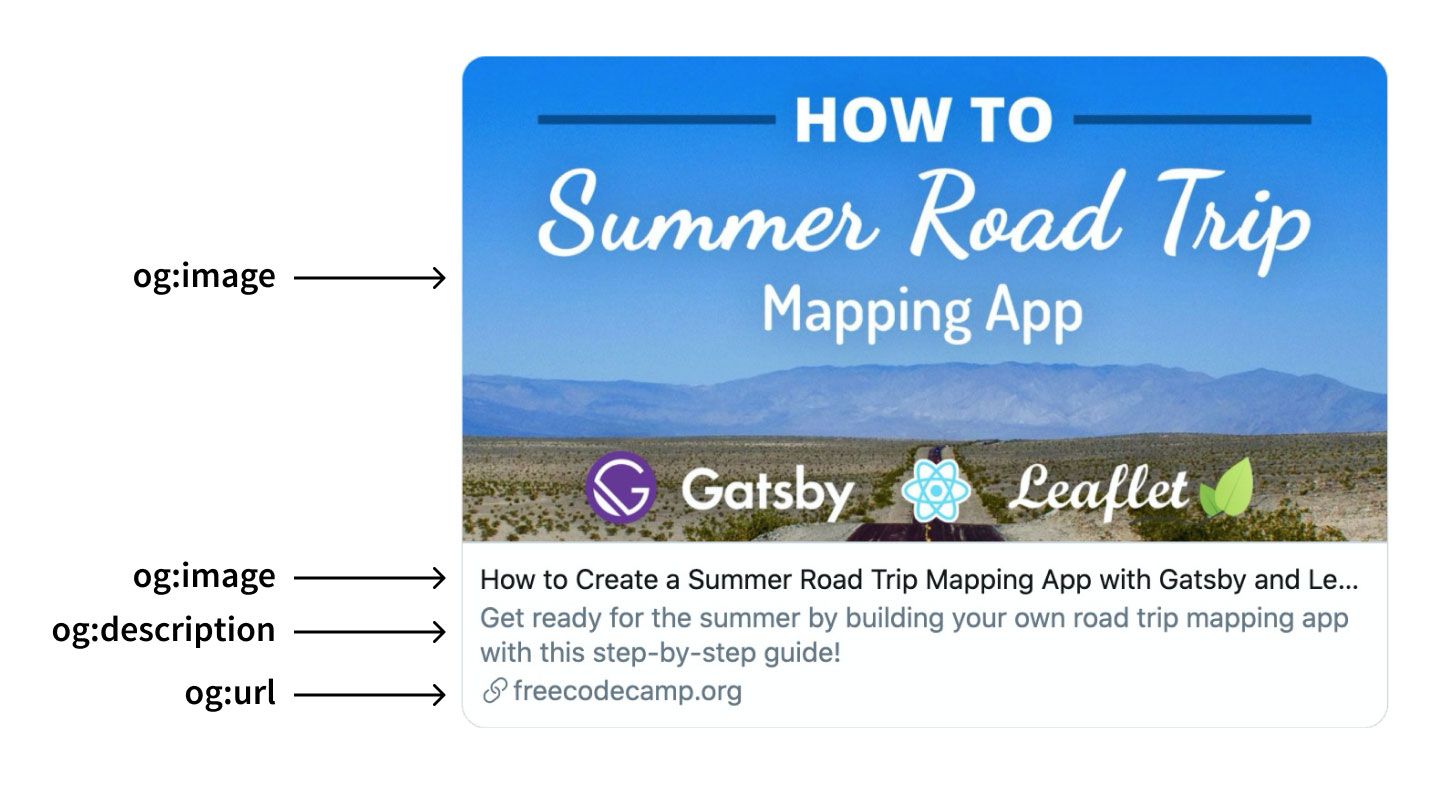 HOW TO
Summer Road Trip
Mapping App
og:image
Gatsby
Leaflet
og:image
How to Create a Summer Road Trip Mapping App with Gatsby and Le...
og:description
Get ready for the summer by building your own road trip mapping app
with this step-by-step guide!
og:url
freecodecamp.org